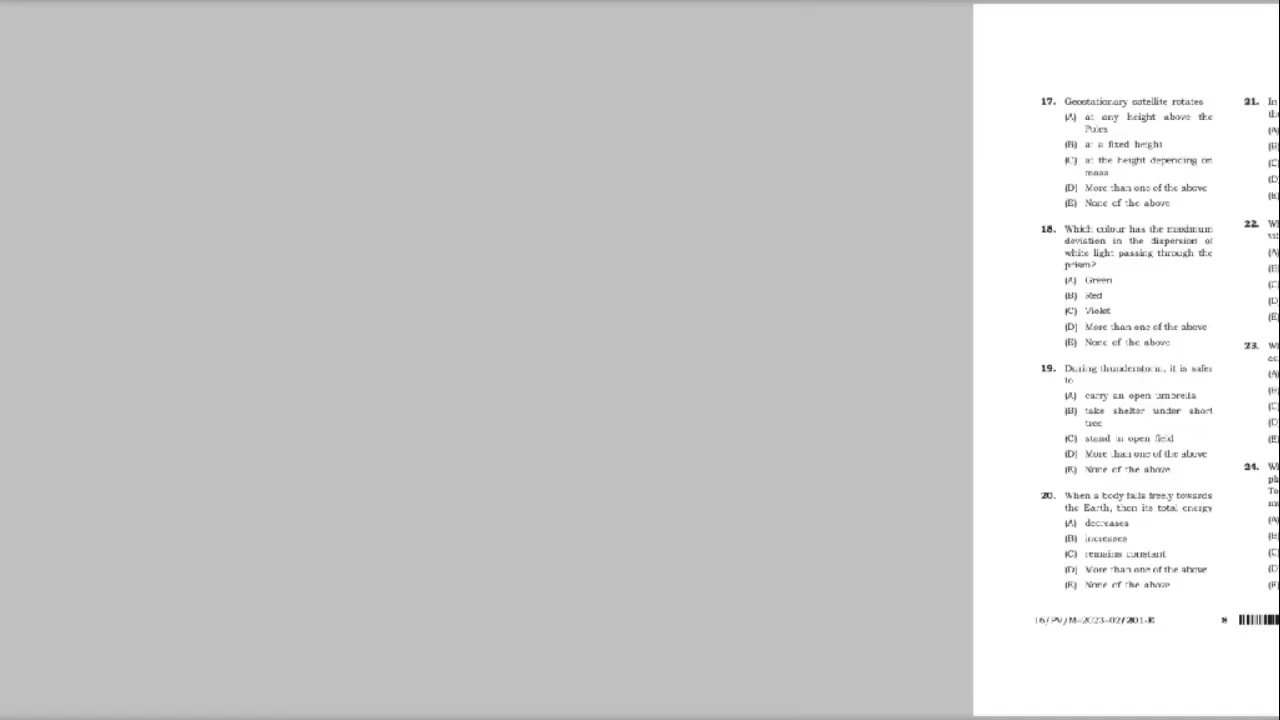 17. Geostationary satellite rotates
(A) at any height above the
Poles
(B) at a fixed height
(C) at the height depending on
mass
(D) More than one of the above
(E) None of the above
18. Which colour has the maximum
deviation in the dispersion of
white light passing through the
prism?
(A) Green
(B) Red
(C) Violet
(D) More than one of the above
(E) None of the above
19. During thunderstorm, it is safer
to
(A) carry an open umbrella
(B) take shelter under short
tree
(C) stand in open field
(D) More than one of the above
(E) None of the above
20. When a body falls freely towards
the Earth, then its total energy
(A) decreases
(B) increases
(C) remains constant
(D) More than one of the above
(E) None of the above
16/PV/M-2023-02/201-E 8
21. In
22.
23.
24.